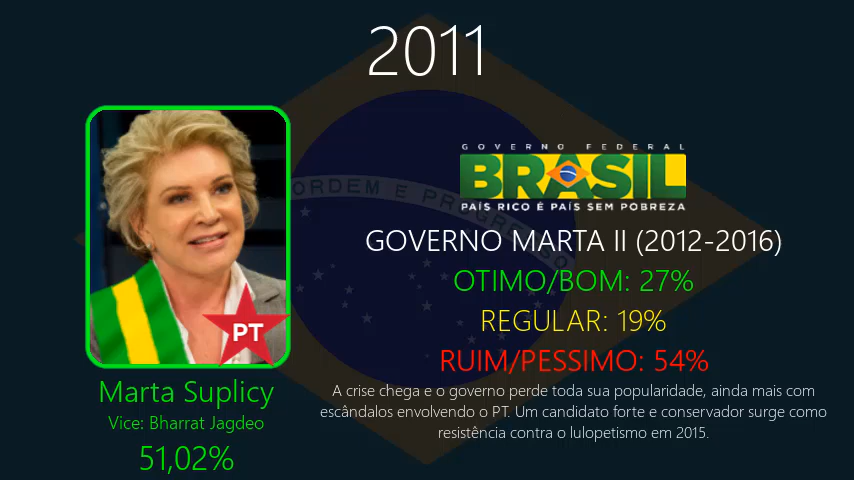 2011
ORDEM E PROGRESSO
GOVERNO FEDERAL
BRASIL
PAÍS RICO É PAÍS SEM POBREZA
GOVERNO MARTA II (2012-2016)
OTIMO/BOM: 27%
REGULAR: 19%
RUIM/PESSIMO: 54%
A crise chega e o governo perde toda sua popularidade, ainda mais com
escândalos envolvendo o PT. Um candidato forte e conservador surge como
resistência contra o lulopetismo em 2015.
PT
Marta Suplicy
Vice: Bharrat Jagdeo
51,02%